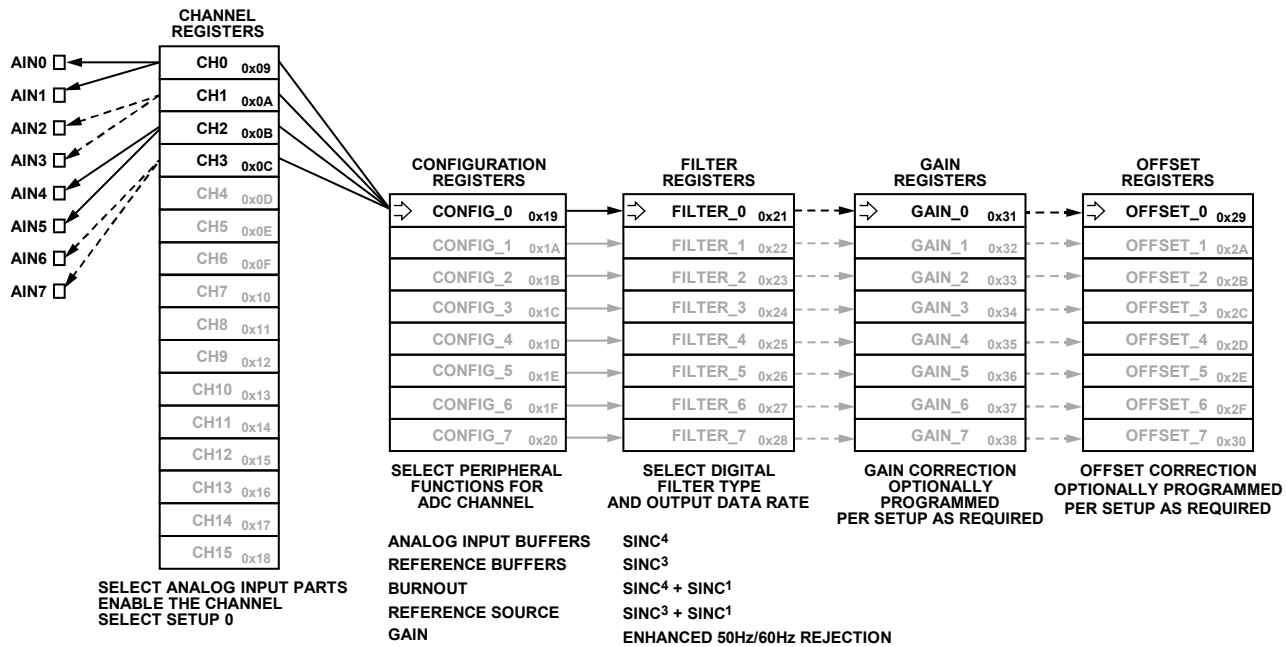 CHANNEL
REGISTERS
AIN0
AIN1
AIN2
AIN3
AIN4
AIN5
AIN6
AIN7
CH0 0x09
CH1 0x0A
CH2 0x0B
CH3 0x0C
CH4 0x0D
CH5 0x0E
CH6 0x0F
CH7 0x10
CH8 0x11
CH9 0x12
CH10 0x13
CH11 0x14
CH12 0x15
CH13 0x16
CH14 0x17
CH15 0x18
SELECT ANALOG INPUT PARTS
ENABLE THE CHANNEL
SELECT SETUP 0
CONFIGURATION
REGISTERS
CONFIG_0 0x19
CONFIG_1 0x1A
CONFIG_2 0x1B
CONFIG_3 0x1C
CONFIG_4 0x1D
CONFIG_5 0x1E
CONFIG_6 0x1F
CONFIG_7 0x20
SELECT PERIPHERAL
FUNCTIONS FOR
ADC CHANNEL
ANALOG INPUT BUFFERS
REFERENCE BUFFERS
BURNOUT
REFERENCE SOURCE
GAIN
FILTER
REGISTERS
FILTER_0 0x21
FILTER_1 0x22
FILTER_2 0x23
FILTER_3 0x24
FILTER_4 0x25
FILTER_5 0x26
FILTER_6 0x27
FILTER_7 0x28
SELECT DIGITAL
FILTER TYPE
AND OUTPUT DATA RATE
SINC4
SINC3
SINC4 + SINC1
SINC3 + SINC1
ENHANCED 50Hz/60Hz REJECTION
GAIN
REGISTERS
GAIN_0 0x31
GAIN_1 0x32
GAIN_2 0x33
GAIN_3 0x34
GAIN_4 0x35
GAIN_5 0x36
GAIN_6 0x37
GAIN_7 0x38
GAIN CORRECTION
OPTIONALLY
PROGRAMMED
PER SETUP AS REQUIRED
OFFSET
REGISTERS
OFFSET_0 0x29
OFFSET_1 0x2A
OFFSET_2 0x2B
OFFSET_3 0x2C
OFFSET_4 0x2D
OFFSET_5 0x2E
OFFSET_6 0x2F
OFFSET_7 0x30
OFFSET CORRECTION
OPTIONALLY PROGRAMMED
PER SETUP AS REQUIRED